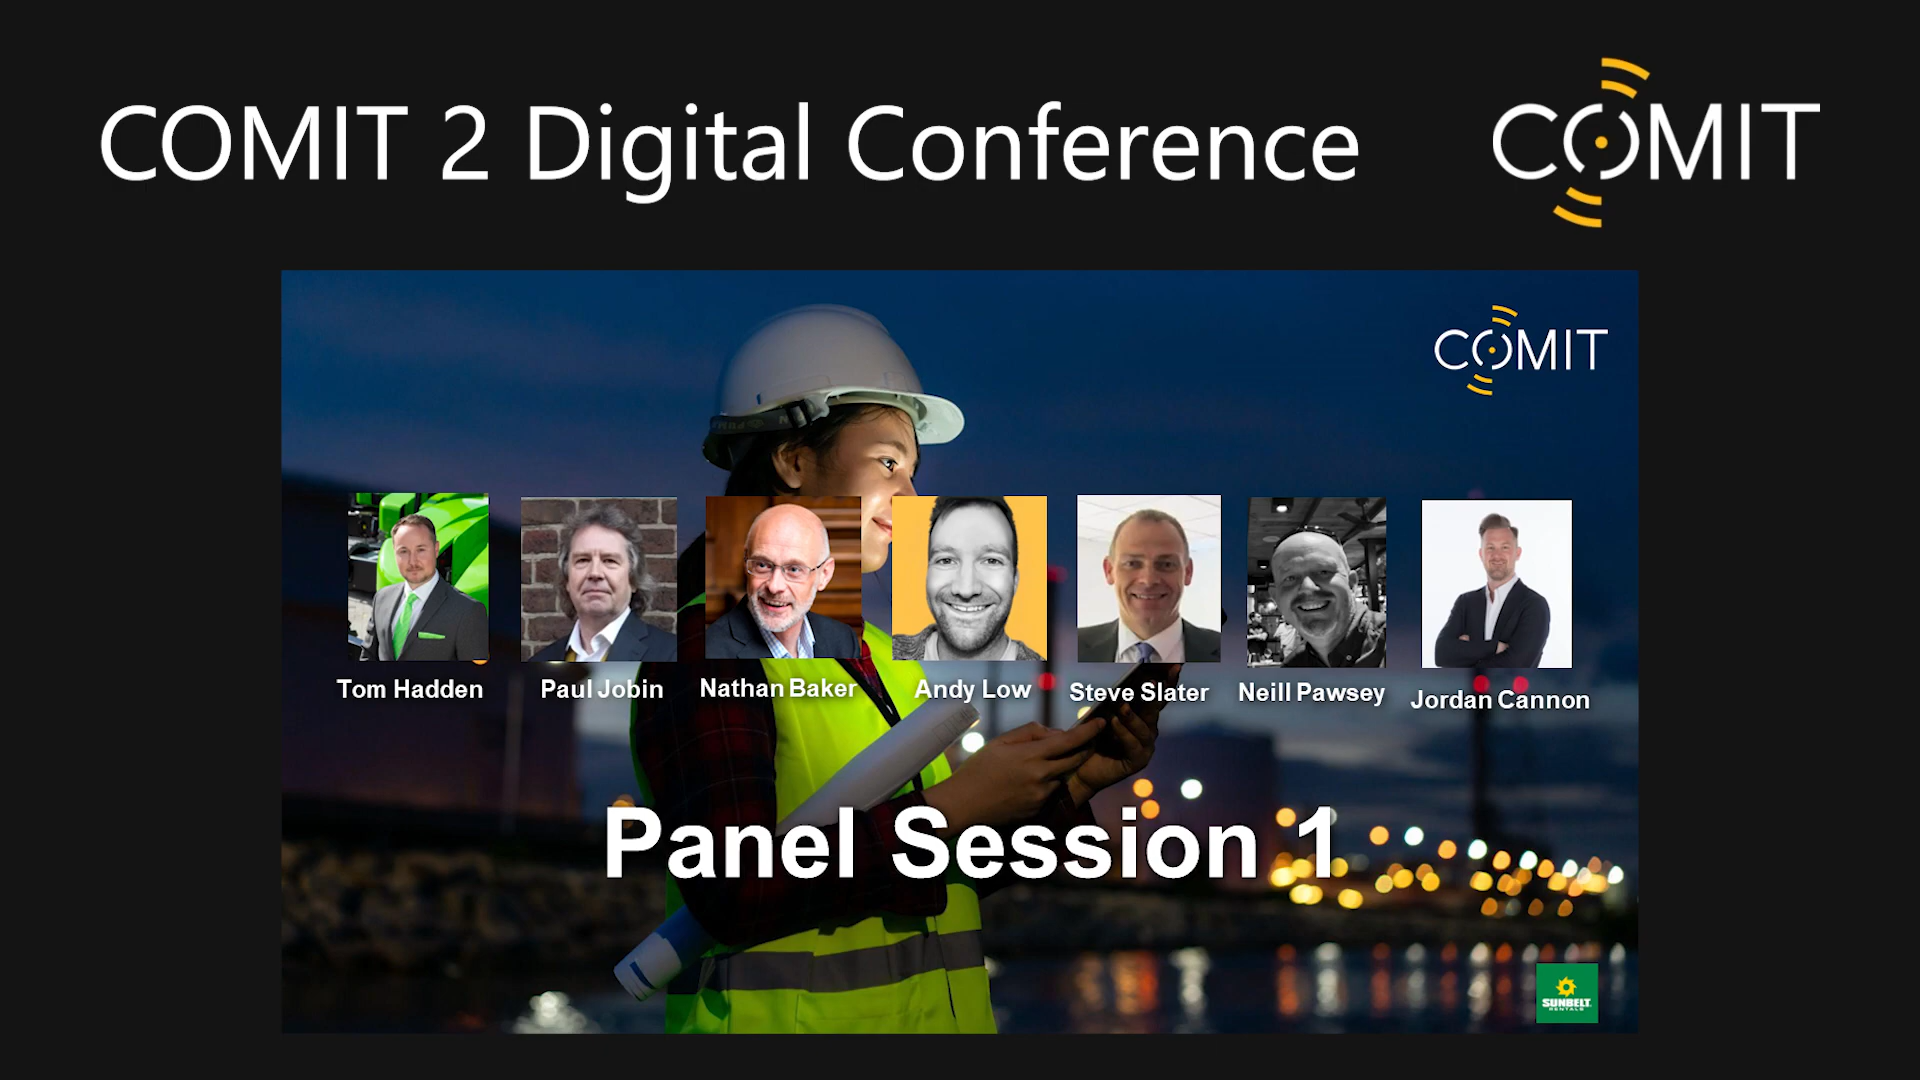 COMIT 2 Digital Conference
COMIT
COMIT
Tom Hadden
Paul Jobin
Nathan Baker
Andy Low
Steve Slater
Neill Pawsey
Jordan Cannon
Panel Session 1
SUNBELT
RENTALS